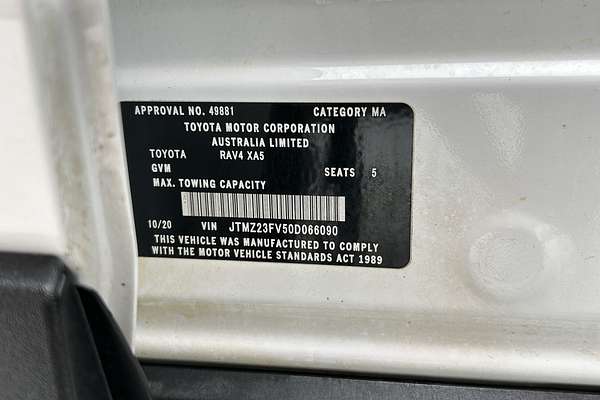 APPROVAL NO. 49881 CATEGORY MA
TOYOTA MOTOR CORPORATION
AUSTRALIA LIMITED
TOYOTA RAV4 XA5
GVM SEATS 5
MAX. TOWING CAPACITY
10/20 VIN JTMZ23FV50D066090
THIS VEHICLE WAS MANUFACTURED TO COMPLY
WITH THE MOTOR VEHICLE STANDARDS ACT 1989